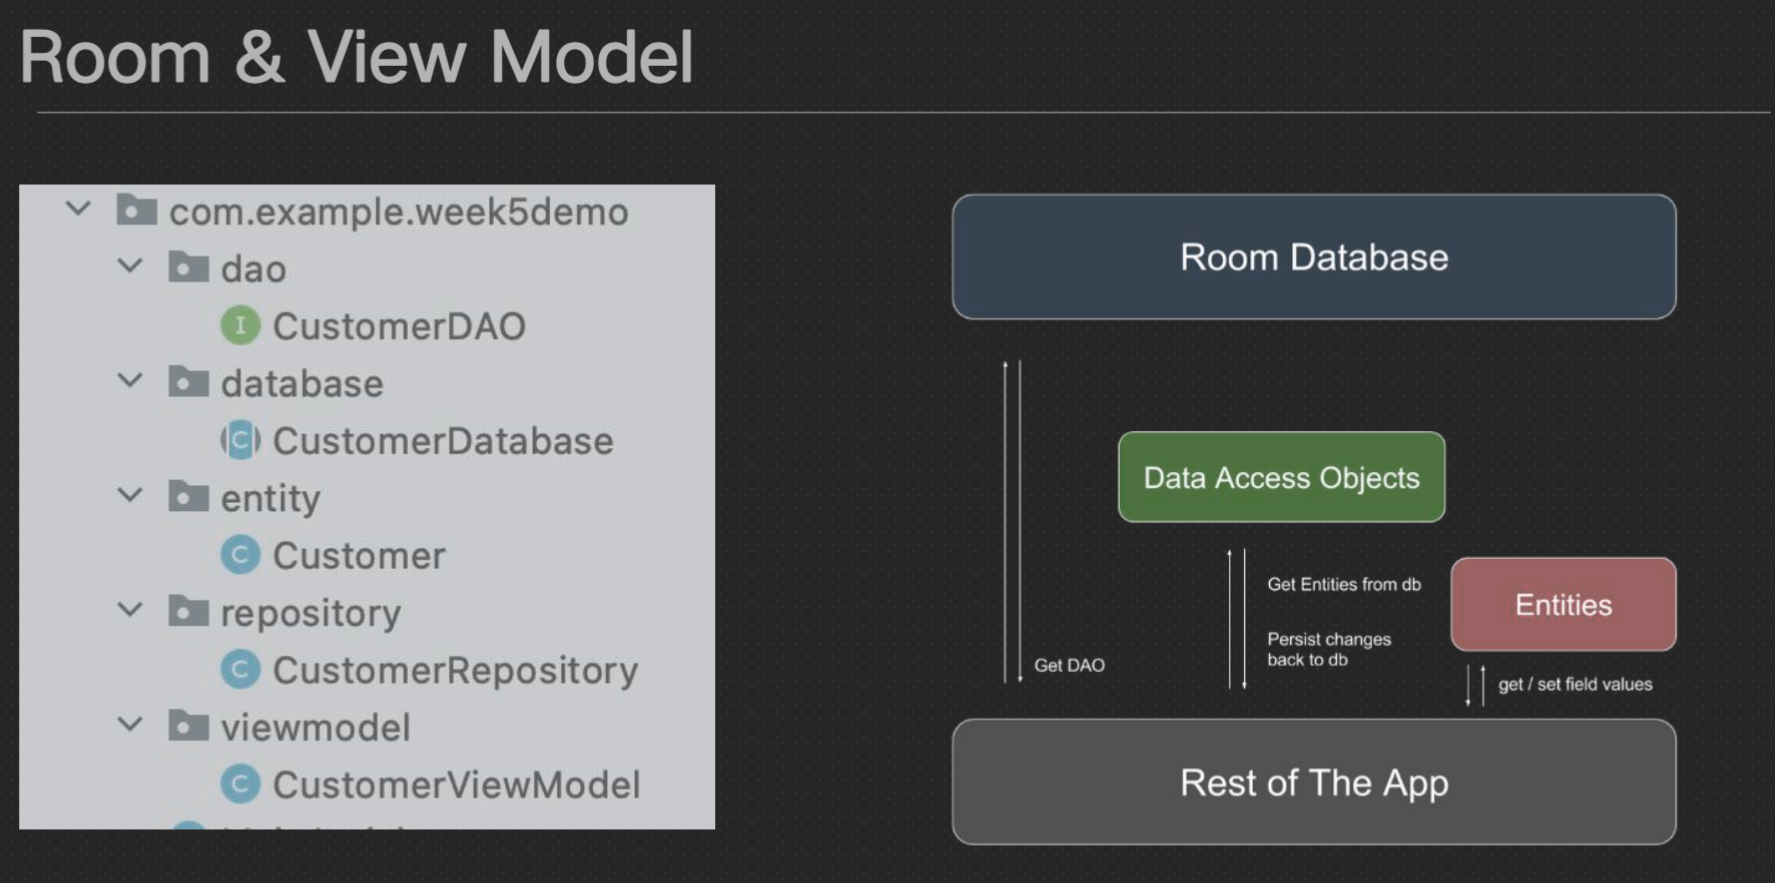 Room & View Model
com.example.week5demo
dao
I CustomerDAO
database
C CustomerDatabase
entity
C Customer
repository
C CustomerRepository
viewmodel
C CustomerViewModel
Room Database
Data Access Objects
Get Entities from db
Entities
Persist changes
back to db
Get DAO
get / set field values
Rest of The App